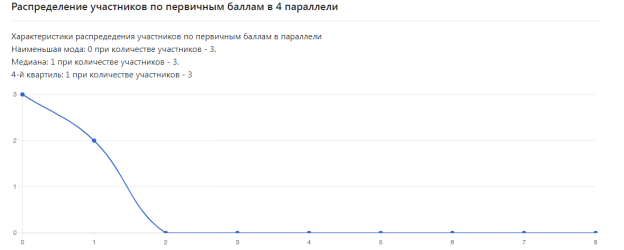 Распределение участников по первичным баллам в 4 параллели
Характеристики распредедения участников по первичным баллам в параллели
Наименьшая мода: 0 при количестве участников - 3.
Медиана: 1 при количестве участников - 3.
4-й квартиль: 1 при количестве участников - 3
3
2
1
0
0 1 2 3 4 5 6 7 8